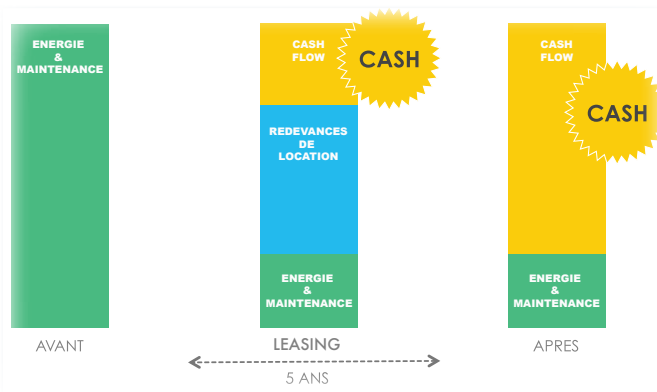 ENERGIE
&
MAINTENANCE
CASH
FLOW
CASH
REDEVANCES
DE
LOCATION
ENERGIE
&
MAINTENANCE
CASH
FLOW
CASH
ENERGIE
&
MAINTENANCE
AVANT
LEASING
APRES
5 ANS